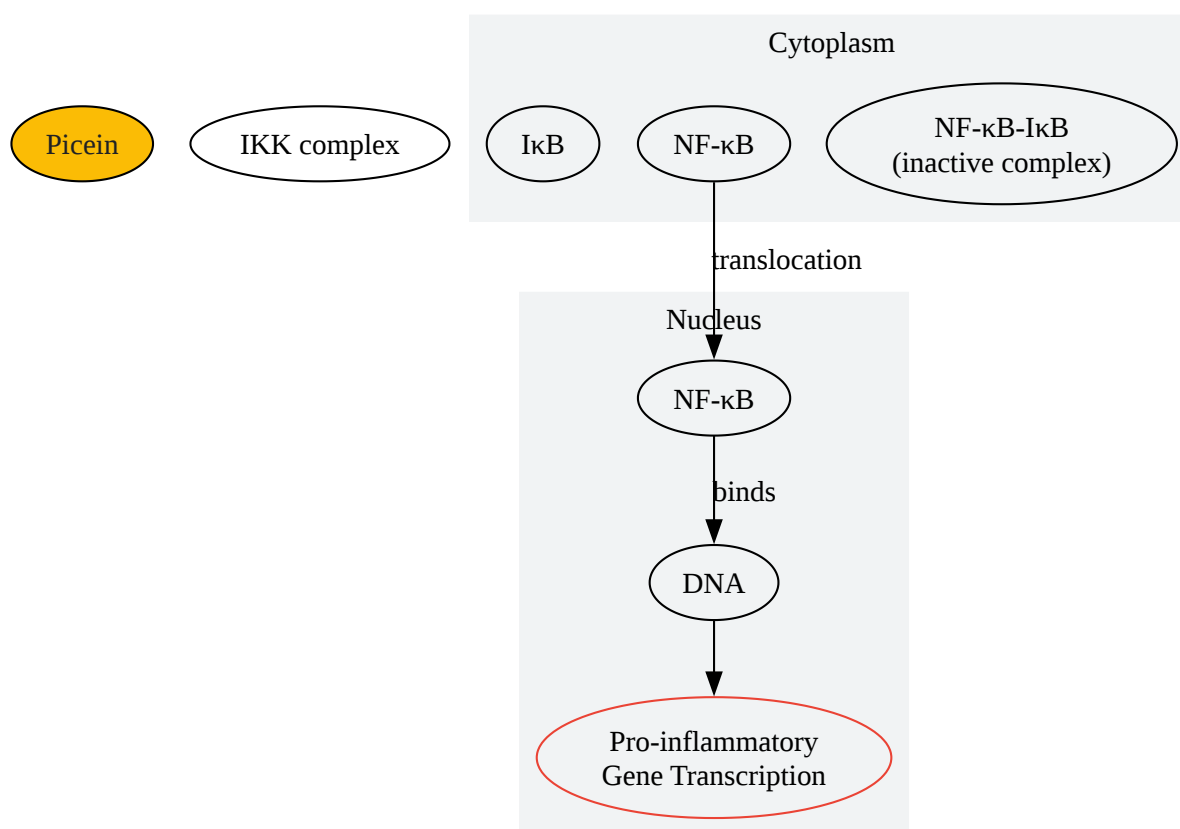 Cytoplasm
Picein
IKK complex
IκB
NF-κB
NF-κB-IκB
(inactive complex)
translocation
Nucleus
NF-κB
binds
DNA
Pro-inflammatory
Gene Transcription